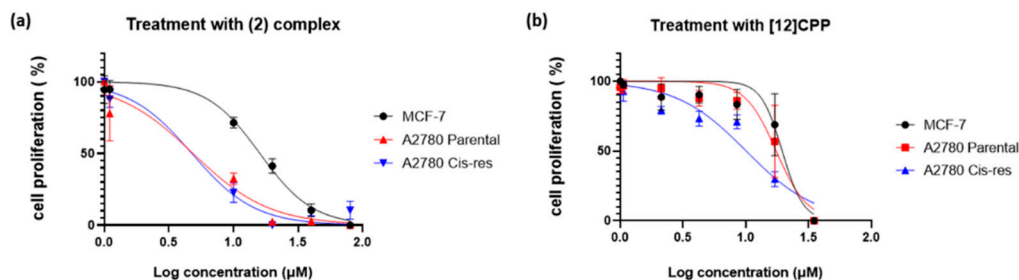 (a)
Treatment with (2) complex
cell proliferation ( %)
100
50
0
0.0
0.5
1.0
1.5
2.0
Log concentration (µM)
MCF-7
A2780 Parental
A2780 Cis-res
(b)
Treatment with [12]CPP
cell proliferation ( %)
100
50
0
0.0
0.5
1.0
1.5
2.0
Log concentration (µM)
MCF-7
A2780 Parental
A2780 Cis-res